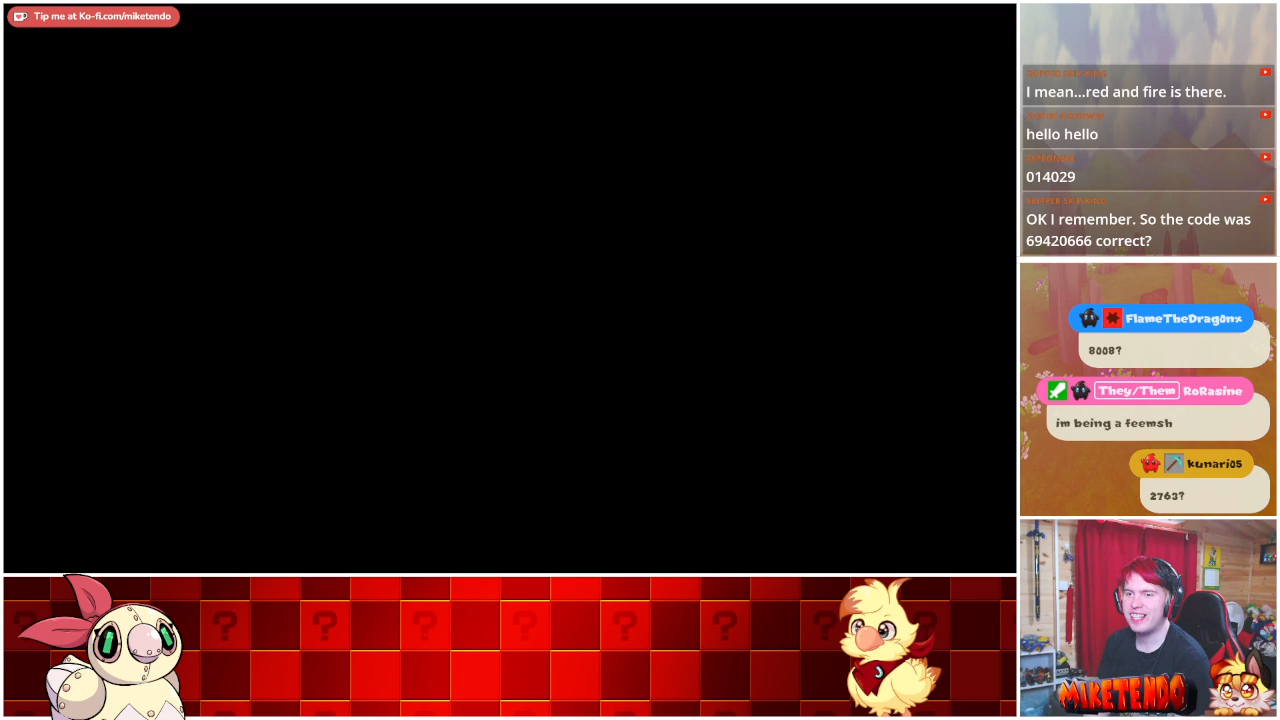 Tip me at Ko-fi.com/miketendo
I mean...red and fire is there.
hello hello
014029
OK I remember. So the code was
69420666 correct?
FlameTheDragonx
8008?
They/Them RoRasine
im being a feemsh
kunari05
2763?
? ? ? ? ? ? ? ?
MIKETENDO